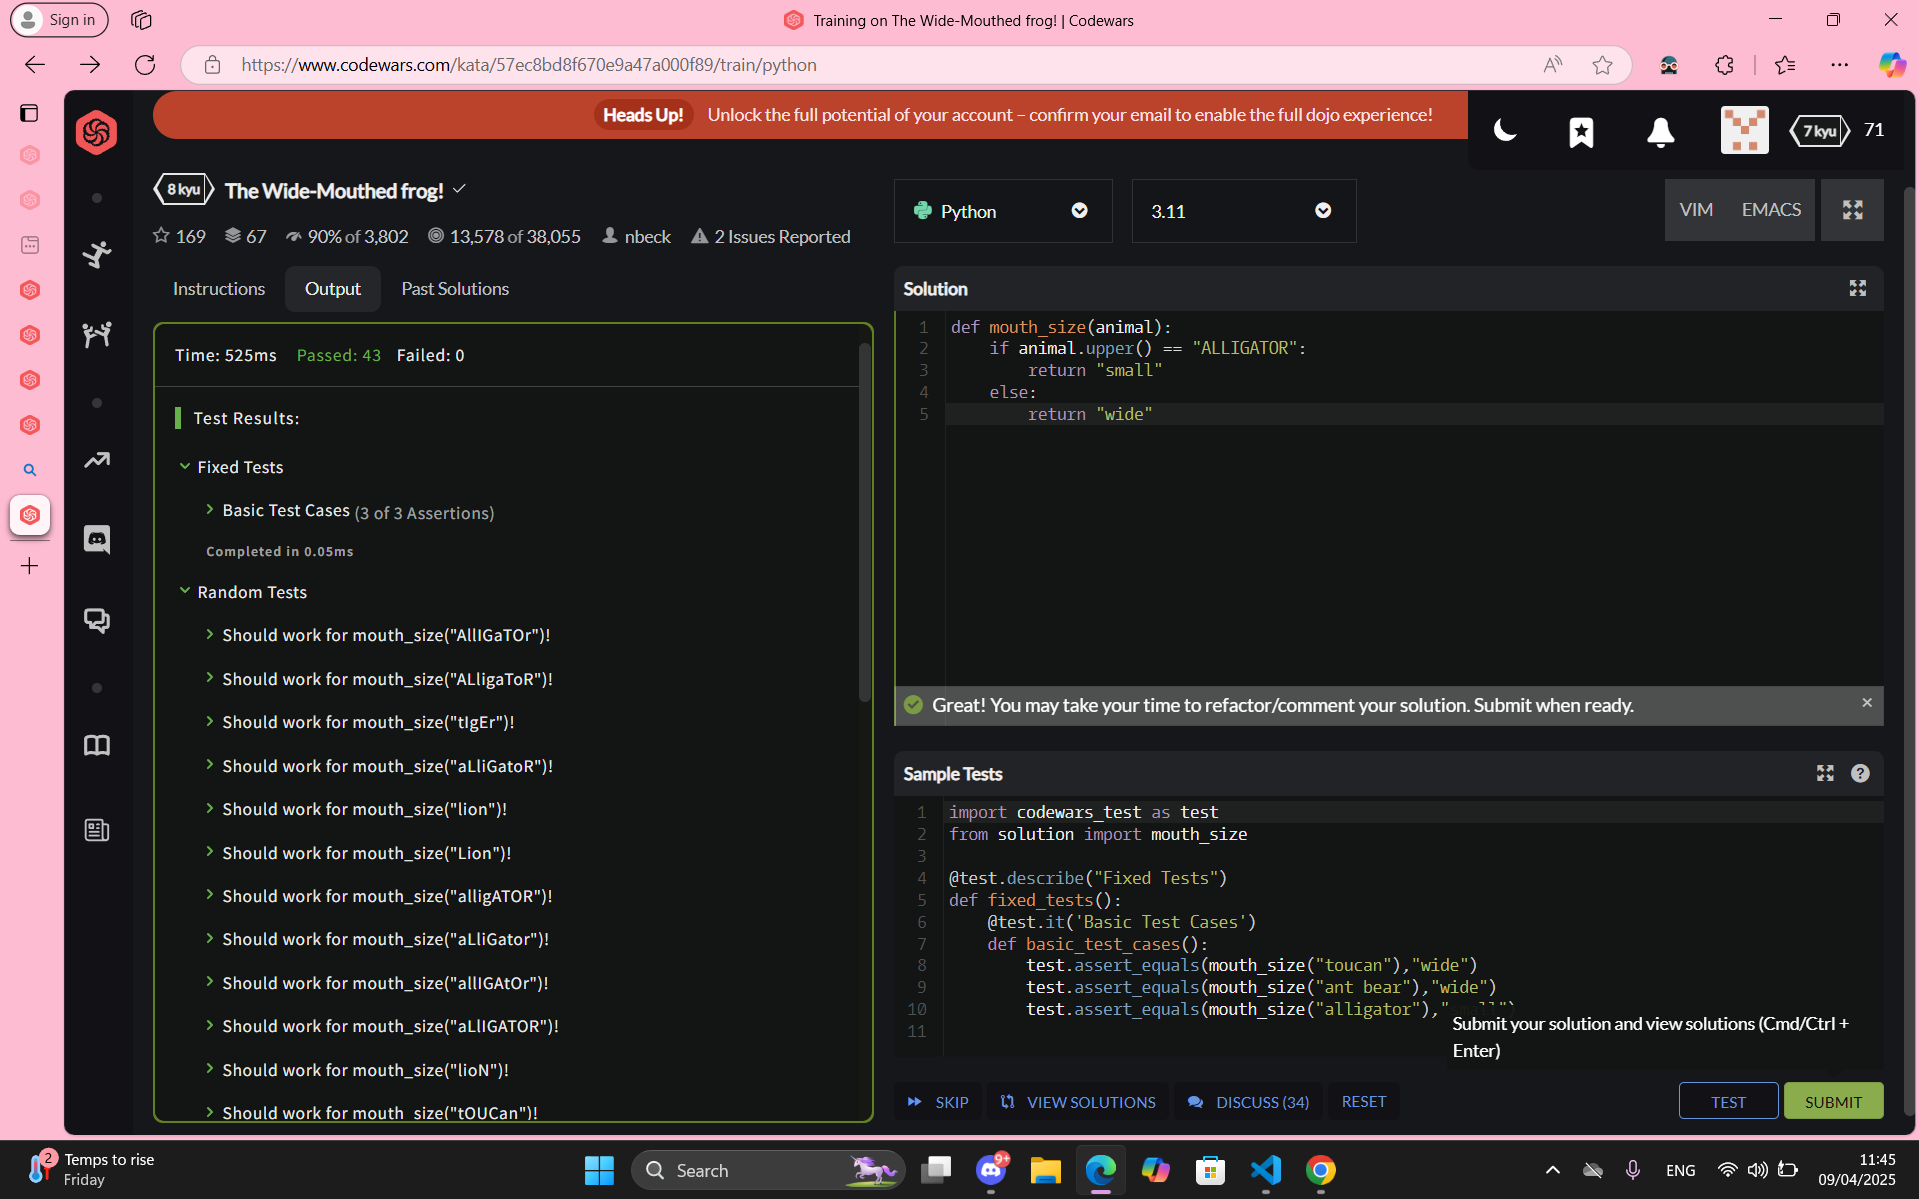 Sign in
Training on The Wide-Mouthed frog! | Codewars
https://www.codewars.com/kata/57ec8bd8f670e9a47a000f89/train/python
Heads Up! Unlock the full potential of your account – confirm your email to enable the full dojo experience!
7 kyu 71
8 kyu The Wide-Mouthed frog!
169 67 90% of 3,802 13,578 of 38,055 nbeck 2 Issues Reported
Python
3.11
VIM EMACS
Instructions Output Past Solutions
Time: 525ms Passed: 43 Failed: 0
Test Results:
Fixed Tests
Basic Test Cases (3 of 3 Assertions)
Completed in 0.05ms
Random Tests
Should work for mouth_size("AllIGaTOr")!
Should work for mouth_size("ALligaToR")!
Should work for mouth_size("tIgEr")!
Should work for mouth_size("aLliGatoR")!
Should work for mouth_size("lion")!
Should work for mouth_size("Lion")!
Should work for mouth_size("alligATOR")!
Should work for mouth_size("aLliGator")!
Should work for mouth_size("allIGAtOr")!
Should work for mouth_size("aLlIGATOR")!
Should work for mouth_size("lioN")!
Should work for mouth_size("tOUCan")!
Solution
1 def mouth_size(animal):
2     if animal.upper() == "ALLIGATOR":
3         return "small"
4     else:
5         return "wide"
Great! You may take your time to refactor/comment your solution. Submit when ready.
Sample Tests
1 import codewars_test as test
2 from solution import mouth_size
3
4 @test.describe("Fixed Tests")
5 def fixed_tests():
6     @test.it('Basic Test Cases')
7     def basic_test_cases():
8         test.assert_equals(mouth_size("toucan"),"wide")
9         test.assert_equals(mouth_size("ant bear"),"wide")
10         test.assert_equals(mouth_size("alligator"),"
11
Submit your solution and view solutions (Cmd/Ctrl +
Enter)
SKIP VIEW SOLUTIONS DISCUSS (34) RESET
TEST SUBMIT
2
Temps to rise
Friday
Search
9+
ENG
11:45
09/04/2025